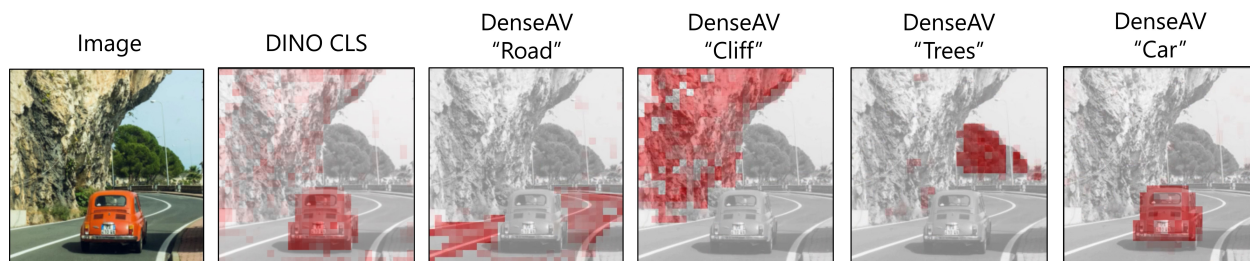 Image
DINO CLS
DenseAV
“Road”
DenseAV
“Cliff”
DenseAV
“Trees”
DenseAV
“Car”